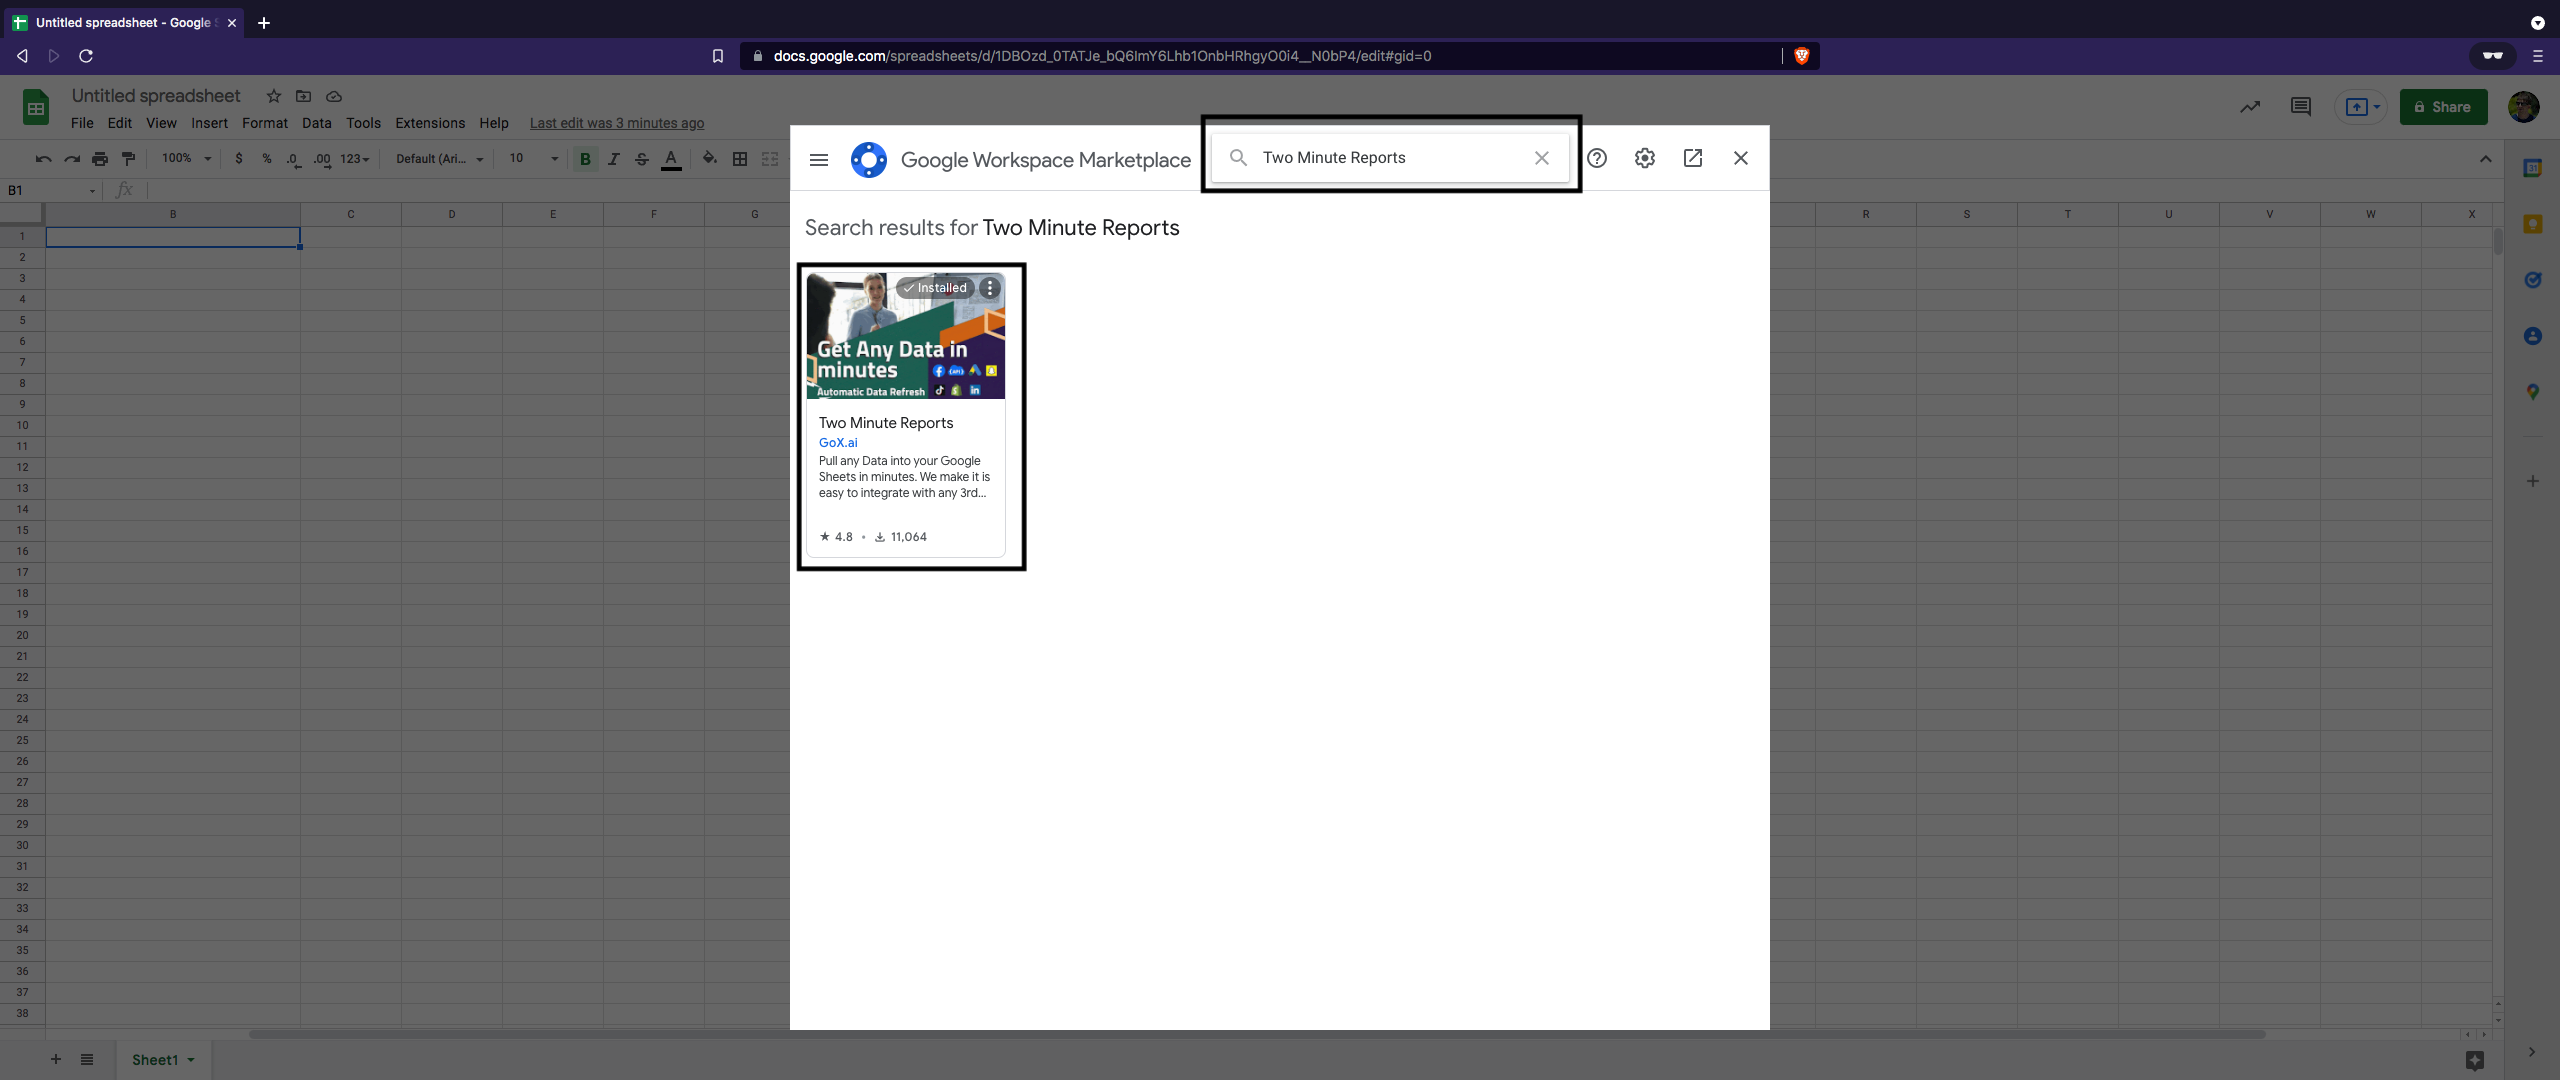 Untitled spreadsheet - Google S
docs.google.com/spreadsheets/d/1DBOzd_0TATJe_bQ6ImY6Lhb1OnbHRhgyO0i4__N0bP4/edit#gid=0
Untitled spreadsheet
File Edit View Insert Format Data Tools Extensions Help Last edit was 3 minutes ago
Share
100% $ % .0 .00 123 Default (Ari... 10 B I S A
Google Workspace Marketplace
Two Minute Reports
B1 fx
B C D E F G R S T U V W X
Search results for Two Minute Reports
Installed
Get Any Data in
minutes
Automatic Data Refresh
Two Minute Reports
GoX.ai
Pull any Data into your Google
Sheets in minutes. We make it is
easy to integrate with any 3rd...
4.8 • 11,064
1
2
3
4
5
6
7
8
9
10
11
12
13
14
15
16
17
18
19
20
21
22
23
24
25
26
27
28
29
30
31
32
33
34
35
36
37
38
Sheet1